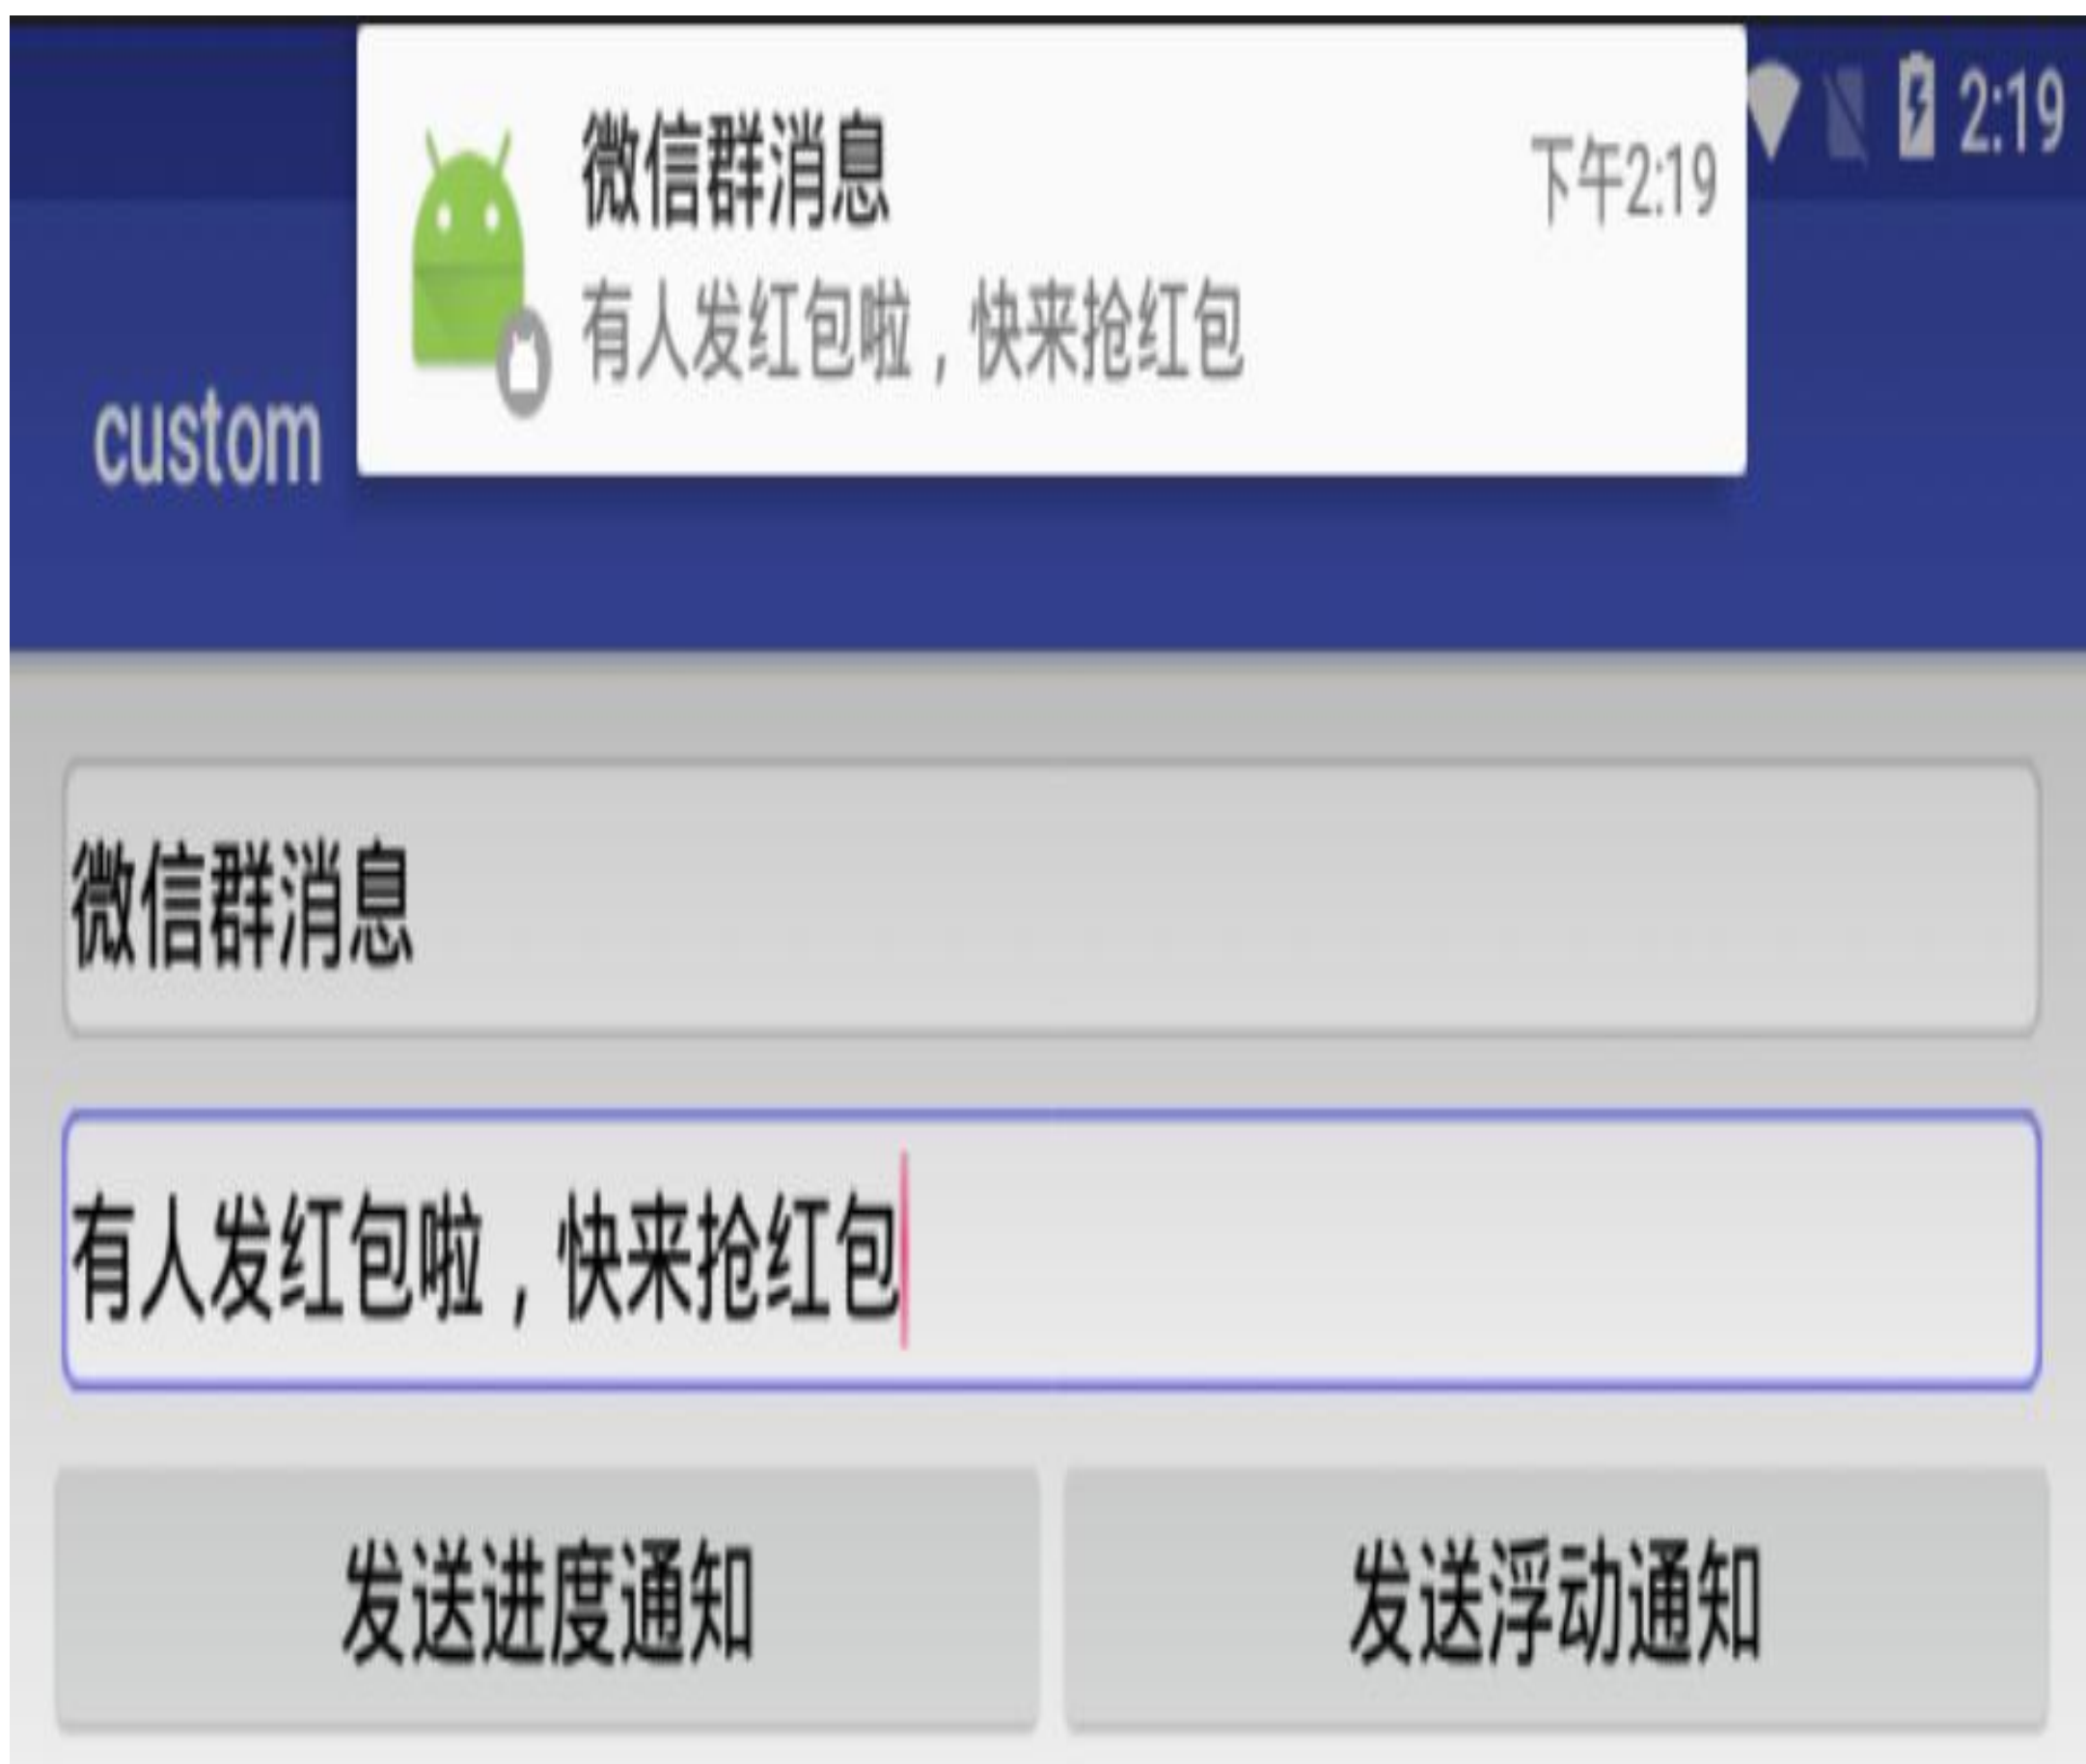 微信群消息
下午2:19
2:19
有人发红包啦，快来抢红包
custom
微信群消息
有人发红包啦，快来抢红包
发送进度通知
发送浮动通知